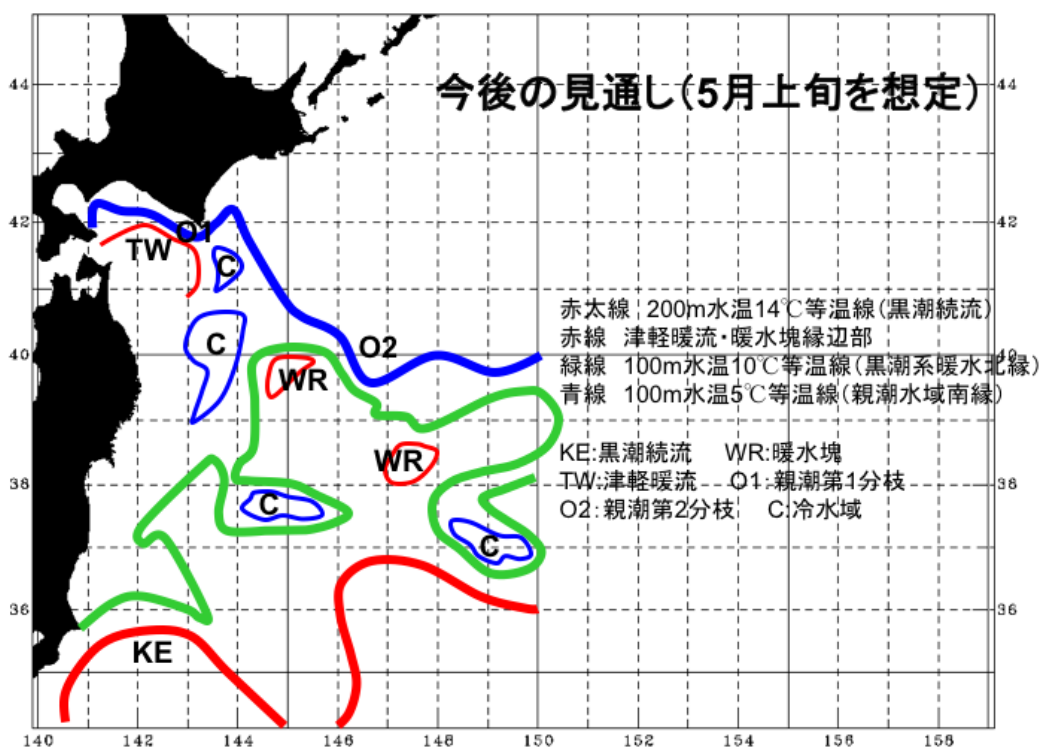 今後の見通し(5月上旬を想定)
44
44
42
42
O1
TW
C
C
赤太線 200m水温14℃等温線(黒潮続流)
赤線 津軽暖流・暖水塊縁辺部
40
O2
40
緑線 100m水温10℃等温線(黒潮系暖水北縁)
WR
青線 100m水温5℃等温線(親潮水域南縁)
KE:黒潮続流 WR:暖水塊
WR
38
TW:津軽暖流 O1:親潮第1分枝
38
C
O2:親潮第2分枝 C:冷水域
C
36
36
KE
140 142 144 146 148 150 152 154 156 158